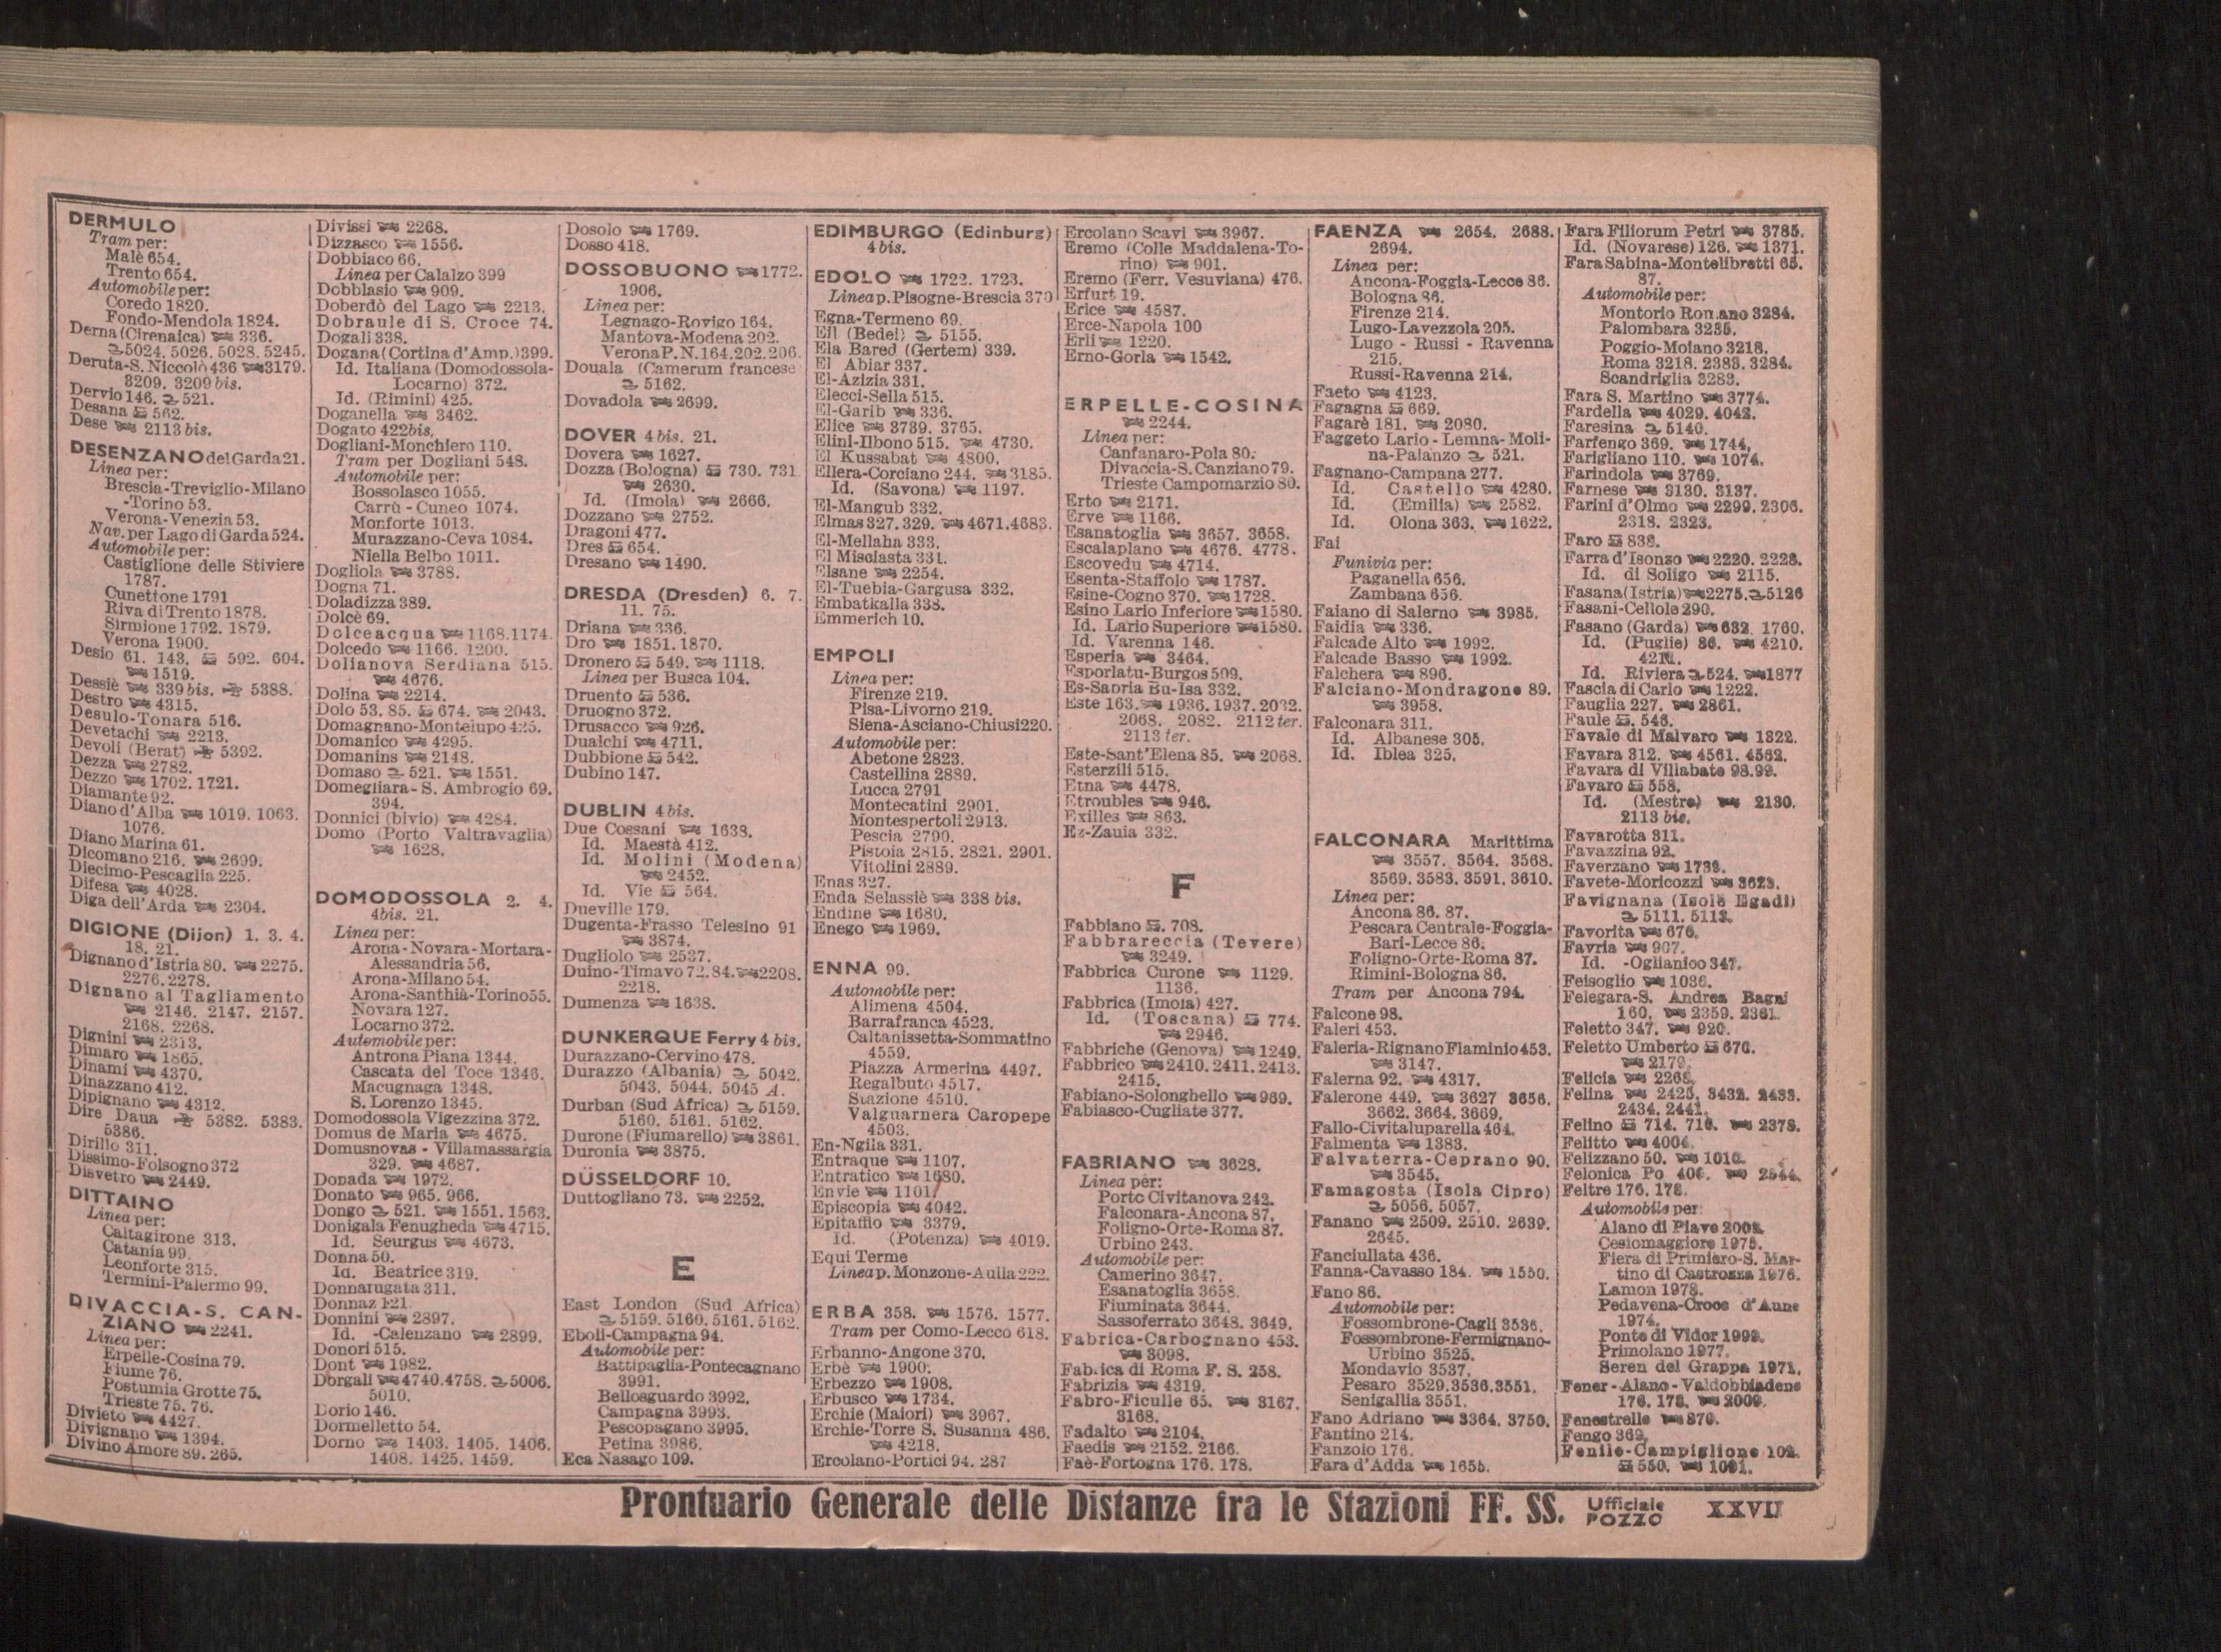 DERMULO
Tram per:
Malè 654.
Trento 654.
Automobile per:
Coredo 1820.
Fondo-Mendola 1824.
Derna (Cirenaica) 336.
5024. 5026. 5028. 5245.
Deruta-S. Niccolò 436 3179.
3209. 3209 bis.
Dervio 146. 521.
Desana 562.
Dese 2113 bis.
DESENZANO del Garda 21.
Linea per:
Brescia-Treviglio-Milano
-Torino 53.
Verona-Venezia 53.
Nav. per Lago di Garda 524.
Automobile per:
Castiglione delle Stiviere
1787.
Cunettone 1791
Riva di Trento 1878.
Sirmione 1792. 1879.
Verona 1900.
Desio 61. 143. 592. 604.
1519.
Dessiè 339 bis. 5388.
Destro 4315.
Desulo-Tonara 516.
Devetachi 2213.
Devoli (Berat) 5392.
Dezza 2782.
Dezzo 1702. 1721.
Diamante 92.
Diano d'Alba 1019. 1063.
1076.
Diano Marina 61.
Dicomano 216. 2699.
Diecimo-Pescaglia 225.
Difesa 4028.
Diga dell'Arda 2304.
DIGIONE (Dijon) 1. 3. 4.
18. 21.
Dignano d'Istria 80. 2275.
2276. 2278.
Dignano al Tagliamento
2146. 2147. 2157.
2168. 2268.
Dignini 2313.
Dimaro 1865.
Dinami 4370.
Dinazzano 412.
Dipignano 4312.
Dire Daua 5382. 5383.
5386.
Dirillo 311.
Dissimo-Folsogno 372
Disvetro 2449.
DITTAINO
Linea per:
Caltagirone 313.
Catania 99.
Leonforte 315.
Termini-Palermo 99.
DIVACCIA-S. CAN-
ZIANO 2241.
Linea per:
Erpelle-Cosina 79.
Fiume 76.
Postumia Grotte 75.
Trieste 75. 76.
Divieto 4427.
Divignano 1394.
Divino Amore 89. 265.
Divissi 2268.
Dizzasco 1556.
Dobbiaco 66.
Linea per Calalzo 399
Dobblasio 909.
Doberdò del Lago 2213.
Dobraule di S. Croce 74.
Dogali 338.
Dogana (Cortina d'Amp.) 399.
Id. Italiana (Domodossola-
Locarno) 372.
Id. (Rimini) 425.
Doganella 3462.
Dogato 422 bis.
Dogliani-Monchiero 110.
Tram per Dogliani 548.
Automobile per:
Bossolasco 1055.
Carrù - Cuneo 1074.
Monforte 1013.
Murazzano-Ceva 1084.
Niella Belbo 1011.
Dogliola 3788.
Dogna 71.
Doladizza 389.
Dolcè 69.
Dolceacqua 1168. 1174.
Dolcedo 1166. 1200.
Dolianova Serdiana 515.
4676.
Dolina 2214.
Dolo 53. 85. 674. 2043.
Domagnano-Monteiupo 425.
Domanico 4295.
Domanins 2148.
Domaso 521. 1551.
Domegliara - S. Ambrogio 69.
394.
Donnici (bivio) 4284.
Domo (Porto Valtravaglia)
1628.
DOMODOSSOLA 2. 4.
4bis. 21.
Linea per:
Arona - Novara - Mortara-
Alessandria 56.
Arona-Milano 54.
Arona-Santhià-Torino 55.
Novara 127.
Locarno 372.
Automobile per:
Antrona Piana 1344.
Cascata del Toce 1346.
Macugnaga 1348.
S. Lorenzo 1345.
Domodossola Vigezzina 372.
Domus de Maria 4675.
Domusnovas - Villamassargia
329. 4687.
Donada 1972.
Donato 965. 966.
Dongo 521. 1551. 1563.
Donigala Fenugheda 4715.
Id. Seurgus 4673.
Donna 50.
Id. Beatrice 319.
Donnafugata 311.
Donnaz 121
Donnini 2897.
Id. -Calenzano 2899.
Donori 515.
Dont 1982.
Dorgali 4740. 4758. 5006.
5010.
Dorio 146.
Dormelletto 54.
Dorno 1403. 1405. 1406.
1408. 1425. 1459.
Dosolo 1769.
Dosso 418.
DOSSOBUONO 1772.
1906.
Linea per:
Legnago-Rovigo 164.
Mantova-Modena 202.
Verona P. N. 164. 202. 206.
Douala (Camerum francese
5162.
Dovadola 2699.
DOVER 4 bis. 21.
Dovera 1627.
Dozza (Bologna) 730. 731.
2630.
Id. (Imola) 2666.
Dozzano 2752.
Dragoni 477.
Dres 654.
Dresano 1490.
DRESDA (Dresden) 6. 7.
11. 75.
Driana 336.
Dro 1851. 1870.
Dronero 549. 1118.
Linea per Busca 104.
Druento 536.
Druogno 372.
Drusacco 926.
Dualchi 4711.
Dubbione 542.
Dubino 147.
DUBLIN 4 bis.
Due Cossani 1638.
Id. Maestà 412.
Id. Molini (Modena)
2452.
Id. Vie 564.
Dueville 179.
Dugenta-Frasso Telesino 91
3874.
Dugliolo 2537.
Duino-Timavo 72. 84. 2208.
2218.
Dumenza 1638.
DUNKERQUE Ferry 4 bis.
Durazzano-Cervino 478.
Durazzo (Albania) 5042.
5043. 5044. 5045 A.
Durban (Sud Africa) 5159.
5160. 5161. 5162.
Durone (Fiumarello) 3861.
Duronia 3875.
DÜSSELDORF 10.
Duttogliano 73. 2252.
E
East London (Sud Africa)
5159. 5160. 5161. 5162.
Eboli-Campagna 94.
Automobile per:
Battipaglia-Pontecagnano
3991.
Bellosguardo 3992.
Campagna 3993.
Pescopagano 3995.
Petina 3986.
Eca Nasago 109.
EDIMBURGO (Edinburg)
4 bis.
EDOLO 1722. 1723.
Linea p. Pisogne-Brescia 370
Egna-Termeno 69.
Eil (Bedei) 5155.
Ela Bared (Gertem) 339.
El Abiar 337.
El-Azizia 331.
Elecci-Sella 515.
El-Garib 336.
Elice 3739. 3765.
Elini-Ilbono 515. 4730.
El Kussabat 4800.
Ellera-Corciano 244. 3185.
Id. (Savona) 1197.
El-Mangub 332.
Elmas 327. 329. 4671. 4683.
El-Mellaha 333.
El Misciasta 331.
Elsane 2254.
El-Tuebia-Gargusa 332.
Embatkalla 338.
Emmerich 10.
EMPOLI
Linea per:
Firenze 219.
Pisa-Livorno 219.
Siena-Asciano-Chiusi 220.
Automobile per:
Abetone 2823.
Castellina 2889.
Lucca 2791
Montecatini 2901.
Montespertoli 2913.
Pescia 2790.
Pistoia 2815. 2821. 2901.
Vitolini 2889.
Enas 327.
Enda Selassiè 338 bis.
Endine 1680.
Enego 1969.
ENNA 99.
Automobile per:
Alimena 4504.
Barrafranca 4523.
Caltanissetta-Sommatino
4559.
Piazza Armerina 4497.
Regalbuto 4517.
Stazione 4510.
Valguarnera Caropepe
4503.
En-Ngila 331.
Entraque 1107.
Entratico 1680.
Envie 1101.
Episcopia 4042.
Epitaffio 3379.
Id. (Potenza) 4019.
Equi Terme
Linea p. Monzone-Aulla 222.
ERBA 358. 1576. 1577.
Tram per Como-Lecco 618.
Erbanno-Angone 370.
Erbè 1900.
Erbezzo 1908.
Erbusco 1734.
Erchie (Maiori) 3967.
Erchie-Torre S. Susanna 486.
4218.
Ercolano-Portici 94. 287
Ercolano Scavi 3967.
Eremo (Colle Maddalena-To-
rino) 901.
Eremo (Ferr. Vesuviana) 476.
Erfurt 19.
Erice 4587.
Erce-Napola 100
Erli 1220.
Erno-Gorla 1542.
ERPELLE-COSINA
2244.
Linea per:
Canfanaro-Pola 80.
Divaccia-S. Canziano 79.
Trieste Campomarzio 80.
Erto 2171.
Erve 1166.
Esanatoglia 3657. 3658.
Escalaplano 4676. 4778.
Escovedu 4714.
Esenta-Staffolo 1787.
Esine-Cogno 370. 1728.
Esino Lario Inferiore 1580.
Id. Lario Superiore 1580.
Id. Varenna 146.
Esperia 3464.
Esporlatu-Burgos 509.
Es-Sabria Bu-Isa 332.
Este 163. 1936. 1937. 2032.
2068. 2082. 2112 ter.
2113 ter.
Este-Sant'Elena 85. 2068.
Esterzili 515.
Etna 4478.
Etroubles 946.
Exilles 863.
Ez-Zauia 332.
F
Fabbiano 708.
Fabbrareccia (Tevere)
3249.
Fabbrica Curone 1129.
1136.
Fabbrica (Imola) 427.
Id. (Toscana) 774.
2946.
Fabbriche (Genova) 1249.
Fabbrico 2410. 2411. 2413.
2415.
Fabiano-Solonghello 969.
Fabiasco-Cugliate 377.
FABRIANO 3628.
Linea per:
Porto Civitanova 242.
Falconara-Ancona 87.
Foligno-Orte-Roma 87.
Urbino 243.
Automobile per:
Camerino 3647.
Esanatoglia 3658.
Fiuminata 3644.
Sassoferrato 3648. 3649.
Fabrica-Carbognano 453.
3098.
Fabrica di Roma F. S. 258.
Fabrizia 4319.
Fabro-Ficulle 65. 3167.
3168.
Fadalto 2104.
Faedis 2152. 2166.
Faè-Fortogna 176. 178.
FAENZA 2654. 2688.
2694.
Linea per:
Ancona-Foggia-Lecce 86.
Bologna 86.
Firenze 214.
Lugo-Lavezzola 205.
Lugo - Russi - Ravenna
215.
Russi-Ravenna 214.
Faeto 4123.
Fagagna 669.
Fagarè 181. 2080.
Faggeto Lario - Lemna - Moli-
na-Palanzo 521.
Fagnano-Campana 277.
Id. Castello 4280.
Id. (Emilia) 2582.
Id. Olona 363. 1622.
Fai
Funivia per:
Paganella 656.
Zambana 656.
Faiano di Salerno 3985.
Faidia 336.
Falcade Alto 1992.
Falcade Basso 1992.
Falchera 896.
Falciano-Mondragone 89.
3958.
Falconara 311.
Id. Albanese 305.
Id. Iblea 325.
FALCONARA Marittima
3557. 3564. 3568.
3569. 3583. 3591. 3610.
Linea per:
Ancona 86. 87.
Pescara Centrale-Foggia-
Bari-Lecce 86.
Foligno-Orte-Roma 87.
Rimini-Bologna 86.
Tram per Ancona 794.
Falcone 98.
Faleri 453.
Faleria-Rignano Flaminio 453.
3147.
Falerna 92. 4317.
Falerone 449. 3627 3656.
3662. 3664. 3669.
Fallo-Civitaluparella 464.
Falmenta 1383.
Falvaterra-Ceprano 90.
3545.
Famagosta (Isola Cipro)
5056. 5057.
Fanano 2509. 2510. 2639.
2645.
Fanciullata 436.
Fanna-Cavasso 184. 1550.
Fano 86.
Automobile per:
Fossombrone-Cagli 3536.
Fossombrone-Fermignano-
Urbino 3525.
Mondavio 3537.
Pesaro 3529. 3536. 3551.
Senigallia 3551.
Fano Adriano 3364. 3750.
Fantino 214.
Fanzolo 176.
Fara d'Adda 1655.
Fara Filiorum Petri 3785.
Id. (Novarese) 126. 1371.
Fara Sabina-Montelibretti 65.
87.
Automobile per:
Montorio Romano 3284.
Palombara 3285.
Poggio-Moiano 3218.
Roma 3218. 2383. 3284.
Scandriglia 3283.
Fara S. Martino 3774.
Fardella 4029. 4042.
Faresina 5140.
Farfengo 369. 1744.
Farigliano 110. 1074.
Farindola 3769.
Farnese 3130. 3137.
Farini d'Olmo 2299. 2306.
2318. 2323.
Faro 838.
Farra d'Isonzo 2220. 2226.
Id. di Soligo 2115.
Fasana (Istria) 2275. 5126
Fasani-Cellole 290.
Fasano (Garda) 632. 1760.
Id. (Puglie) 86. 4210.
Id. Riviera 524. 1877
Fascia di Carlo 1222.
Fauglia 227. 2861.
Faule 546.
Favale di Malvaro 1322.
Favara 312. 4561. 4562.
Favara di Villabate 98. 99.
Favaro 558.
Id. (Mestre) 2130.
2113 bis.
Favarotta 311.
Favazzina 92.
Faverzano 1738.
Favete-Moricozzi 3623.
Favignana (Isole Egadi)
5111. 5112.
Favorita 676.
Favria 907.
Id. -Oglianico 347.
Feisoglio 1036.
Felegara-S. Andrea Bagni
160. 2359. 2361.
Feletto 347. 920.
Feletto Umberto 670.
2179.
Felicia 2268.
Felina 2425. 3432. 2433.
2434. 2441.
Felino 714. 716. 2378.
Felitto 4004.
Felizzano 50. 1010.
Felonica Po 406. 2544.
Feltre 176. 178.
Automobile per:
Alano di Piave 2008.
Cesiomaggiore 1975.
Fiera di Primiero-S. Mar-
tino di Castrozza 1976.
Lamon 1978.
Pedavena-Croce d'Aune
1974.
Ponte di Vidor 1999.
Primolano 1977.
Seren del Grappa 1971.
Fener - Alano - Valdobbiadene
176. 178. 2009.
Fenestrelle 879.
Fengo 369.
Fenile-Campiglione 102.
550. 1091.
Prontuario Generale delle Distanze fra le Stazioni FF. SS. Ufficiale POZZO XXVII